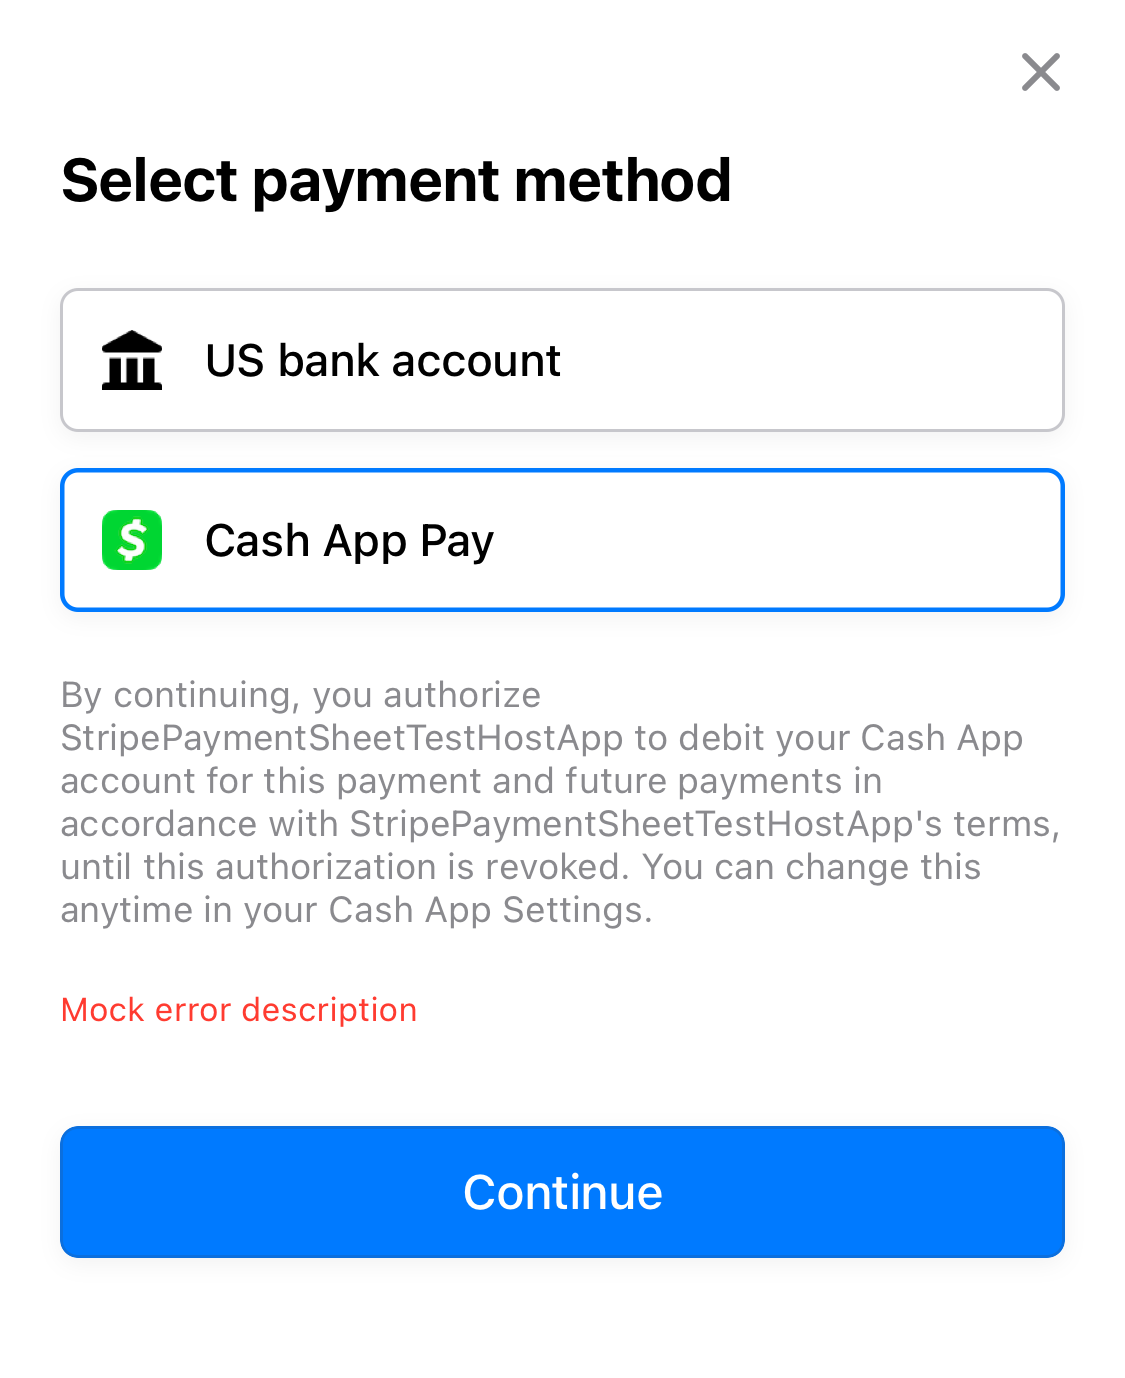 Select payment method
US bank account
$
Cash App Pay
By continuing, you authorize
StripePaymentSheetTestHostApp to debit your Cash App
account for this payment and future payments in
accordance with StripePaymentSheetTestHostApp's terms,
until this authorization is revoked. You can change this
anytime in your Cash App Settings.
Mock error description
Continue